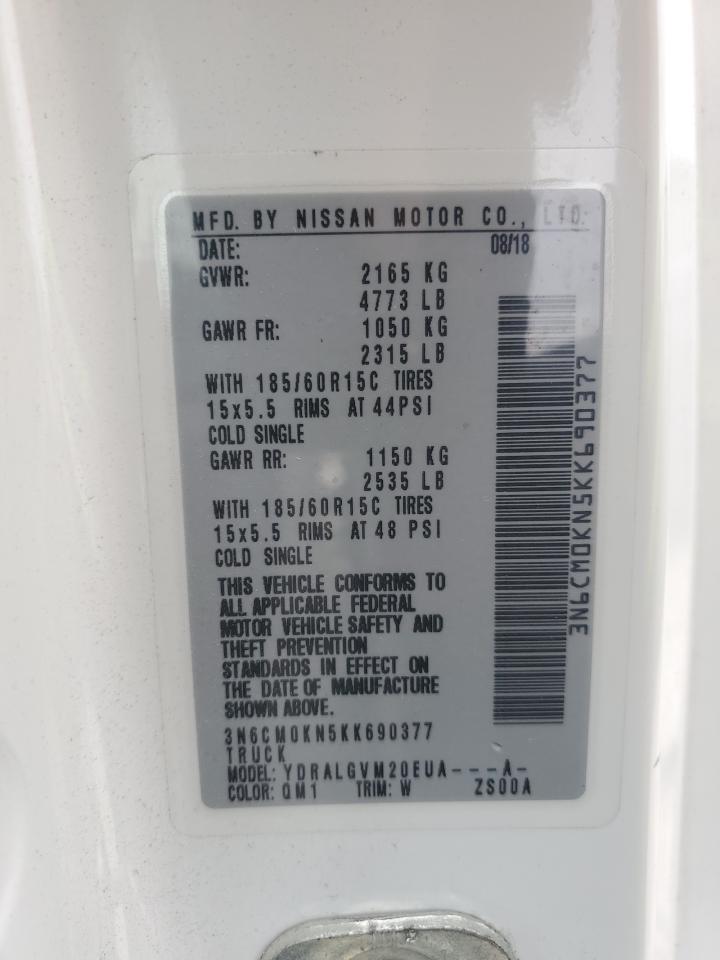 MFD. BY NISSAN MOTOR CO., LTD.
DATE: 08/18
GVWR: 2165 KG
4773 LB
GAWR FR: 1050 KG
2315 LB
WITH 185/60R15C TIRES
15x5.5 RIMS AT 44PSI
COLD SINGLE
GAWR RR: 1150 KG
2535 LB
WITH 185/60R15C TIRES
15x5.5 RIMS AT 48 PSI
COLD SINGLE
THIS VEHICLE CONFORMS TO
ALL APPLICABLE FEDERAL
MOTOR VEHICLE SAFETY AND
THEFT PREVENTION
STANDARDS IN EFFECT ON
THE DATE OF MANUFACTURE
SHOWN ABOVE.
3N6CM0KN5KK690377
TRUCK
MODEL: YDRALGVM20EUA---A-
COLOR: QM1 TRIM: W ZS00A
3N6CM0KN5KK690377